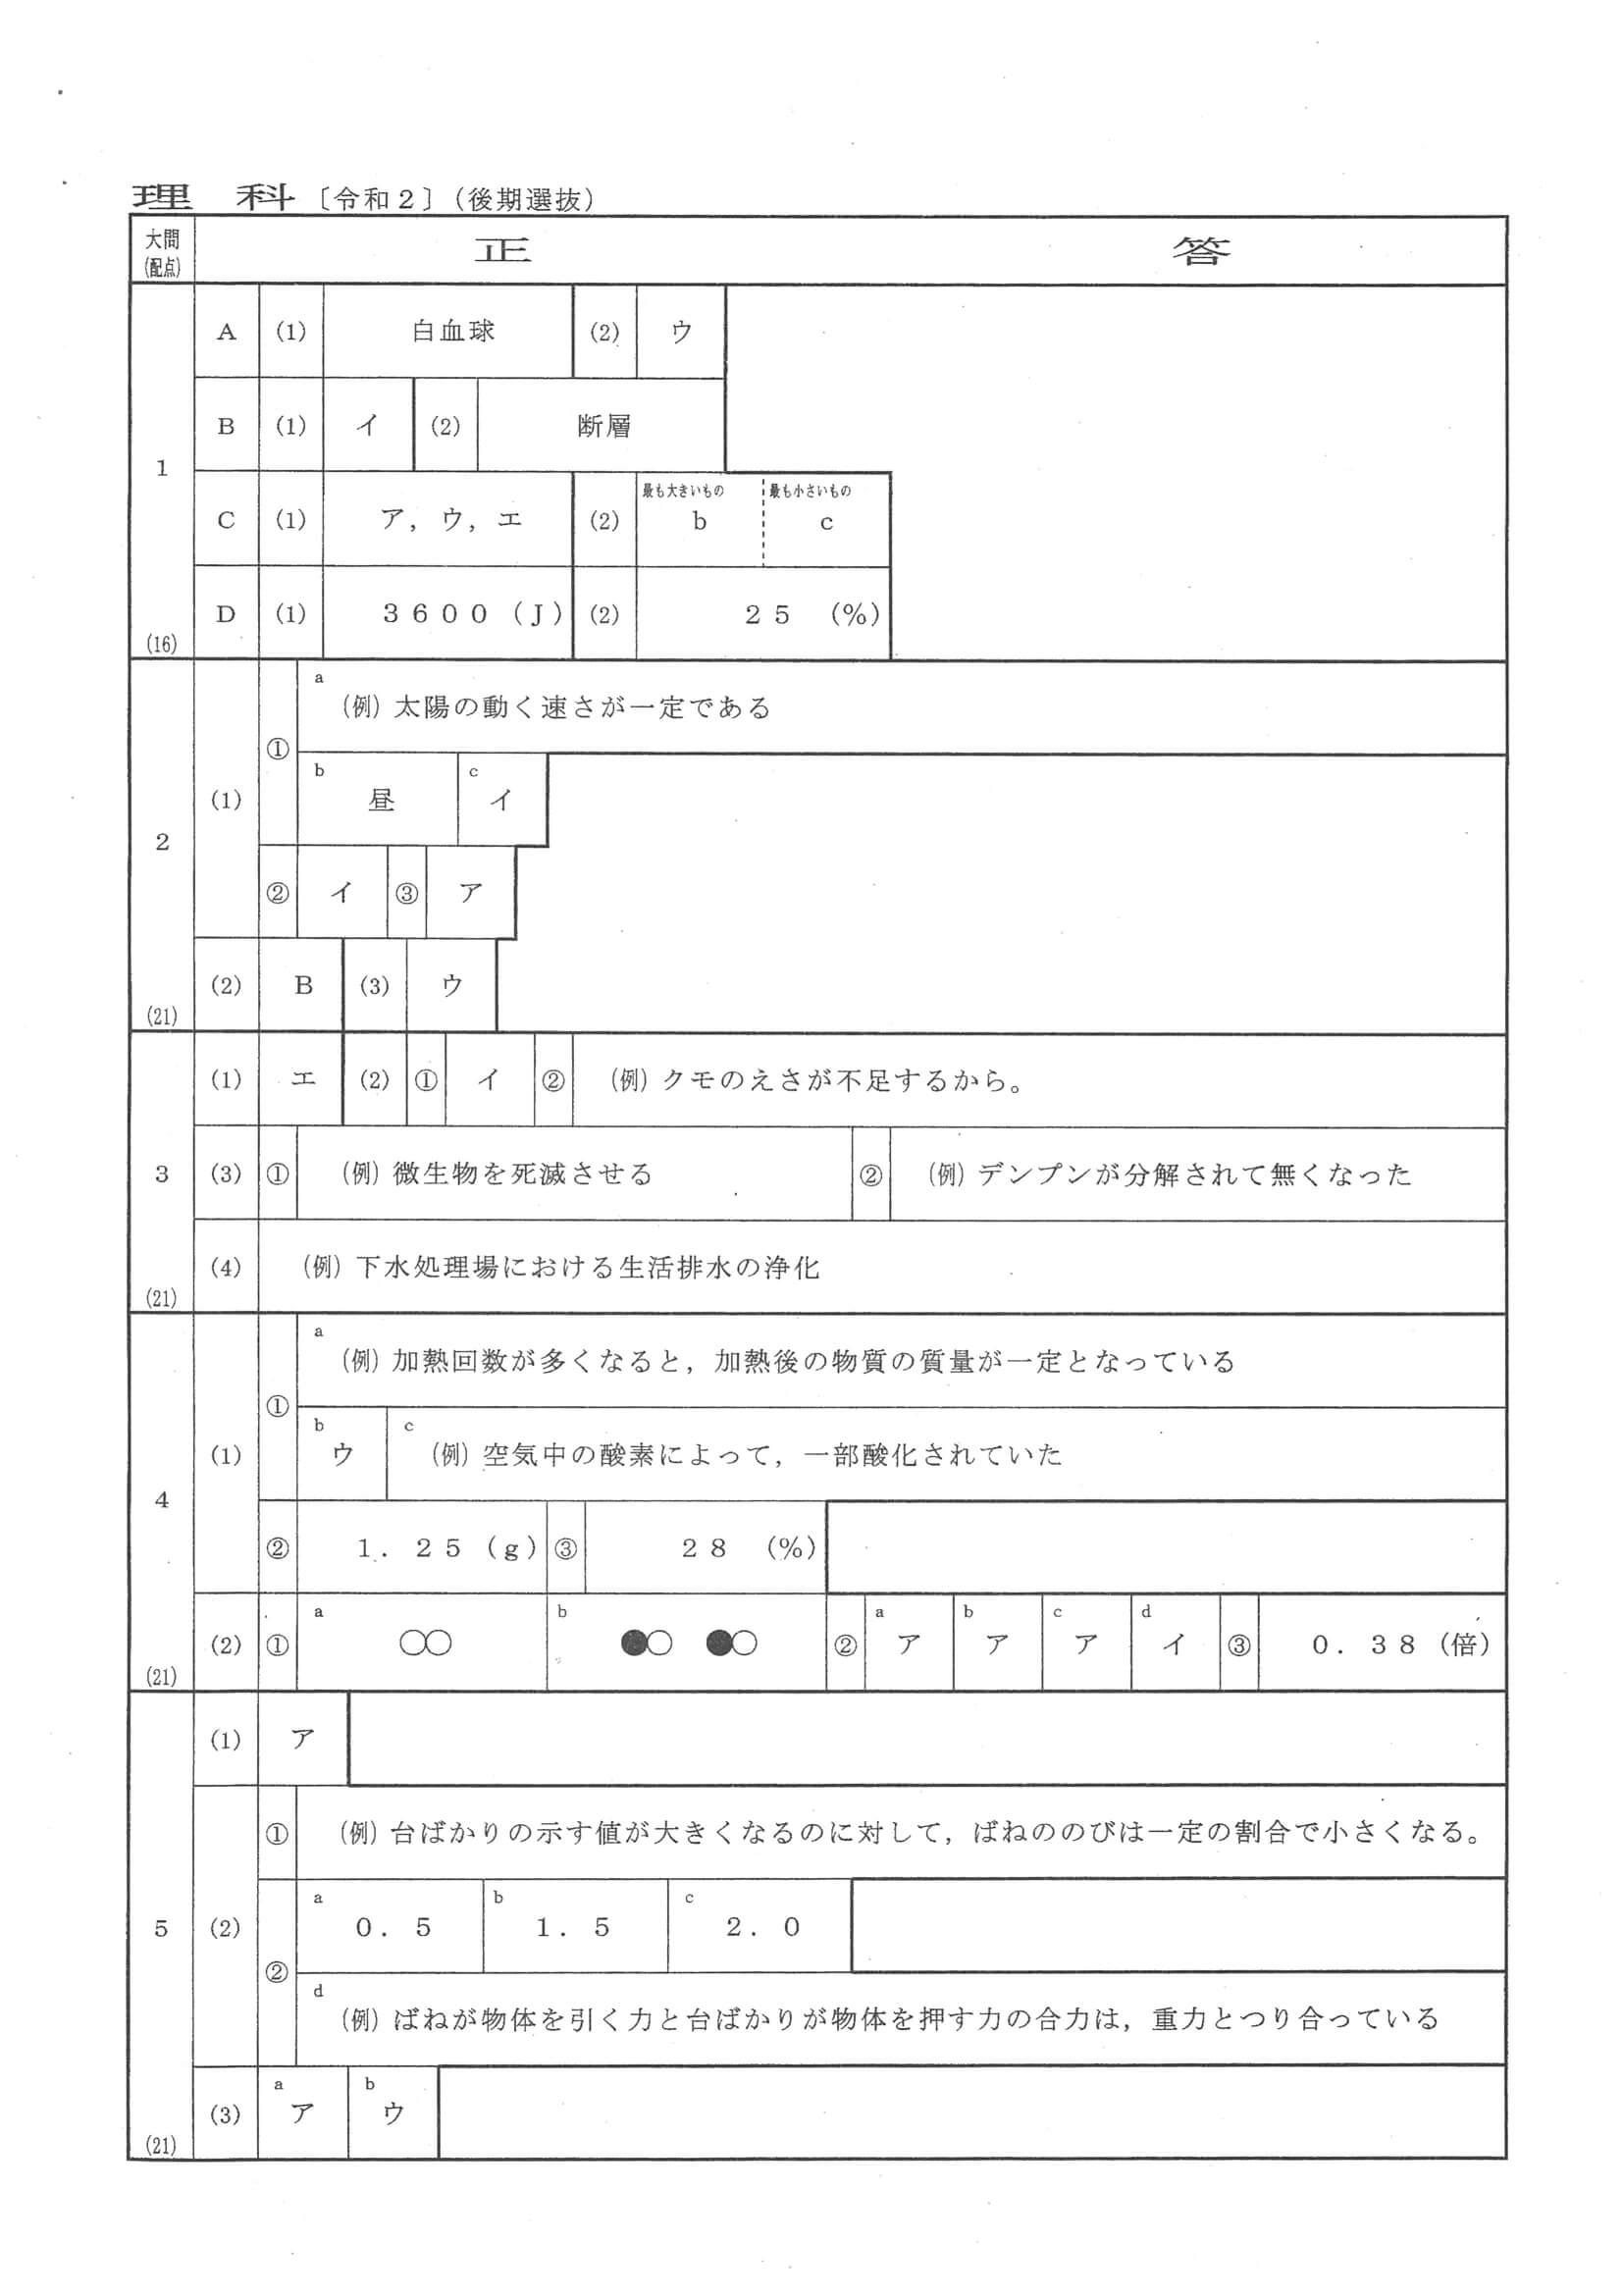 理　科〔令和２〕（後期選抜）
大問
(配点)
正　答
1
(16)
A (1) 白血球 (2) ウ
B (1) イ (2) 断層
C (1) ア，ウ，エ (2) 最も大きいもの b 最も小さいもの c
D (1) ３６００（J） (2) ２５（％）
2
(21)
(1) ① a （例）太陽の動く速さが一定である
b 昼 c イ
② イ ③ ア
(2) B (3) ウ
3
(21)
(1) エ (2) ① イ ② （例）クモのえさが不足するから。
(3) ① （例）微生物を死滅させる ② （例）デンプンが分解されて無くなった
(4) （例）下水処理場における生活排水の浄化
4
(21)
(1) ① a （例）加熱回数が多くなると，加熱後の物質の質量が一定となっている
b ウ c （例）空気中の酸素によって，一部酸化されていた
② １．２５（g） ③ ２８（％）
(2) ① a ○○ b ●○ ●○ ② a ア b ア c ア d イ ③ ０．３８（倍）
5
(21)
(1) ア
(2) ① （例）台ばかりの示す値が大きくなるのに対して，ばねののびは一定の割合で小さくなる。
② a ０．５ b １．５ c ２．０
d （例）ばねが物体を引く力と台ばかりが物体を押す力の合力は，重力とつり合っている
(3) a ア b ウ